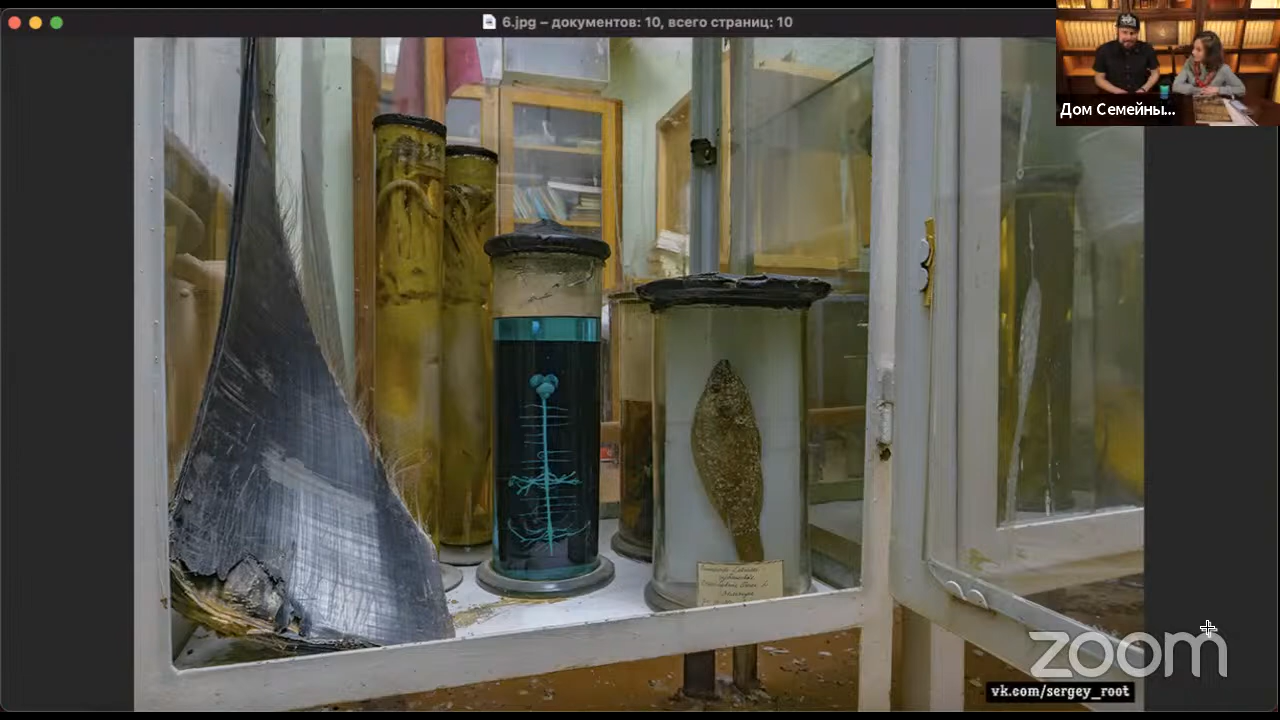 6.jpg – документов: 10, всего страниц: 10
Дом Семейны...
zoom
vk.com/sergey_root